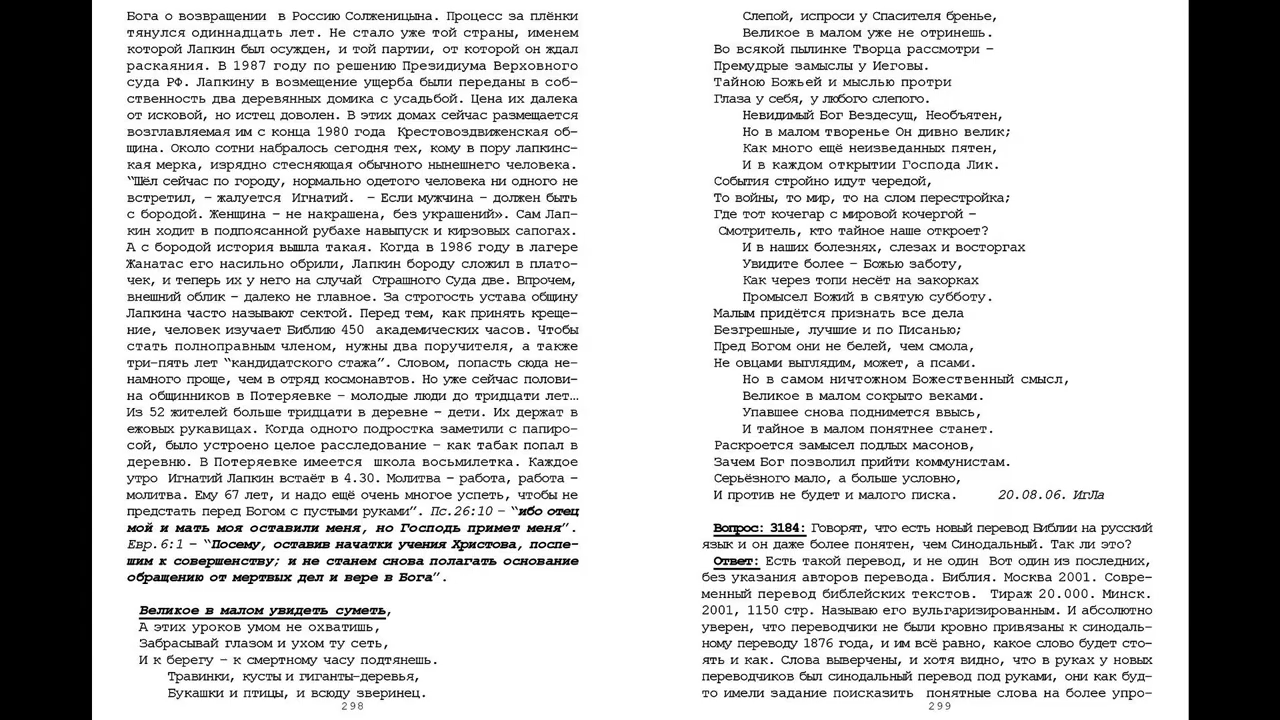 Бога о возвращении в Россию Солженицына. Процесс за плёнки
тянулся одиннадцать лет. Не стало уже той страны, именем
которой Лапкин был осужден, и той партии, от которой он ждал
раскаяния. В 1987 году по решению Президиума Верховного
суда РФ. Лапкину в возмещение ущерба были переданы в соб–
ственность два деревянных домика с усадьбой. Цена их далека
от исковой, но истец доволен. В этих домах сейчас размещается
возглавляемая им с конца 1980 года Крестовоздвиженская об–
щина. Около сотни набралось сегодня тех, кому в пору лапкинс–
кая мерка, изрядно стесняющая обычного нынешнего человека.
“Шёл сейчас по городу, нормально одетого человека ни одного не
встретил, – жалуется Игнатий. – Если мужчина – должен быть
с бородой. Женщина – не накрашена, без украшений». Сам Лап–
кин ходит в подпоясанной рубахе навыпуск и кирзовых сапогах.
А с бородой история вышла такая. Когда в 1986 году в лагере
Жанатас его насильно обрили, Лапкин бороду сложил в плато–
чек, и теперь их у него на случай Страшного Суда две. Впрочем,
внешний облик – далеко не главное. За строгость устава общину
Лапкина часто называют сектой. Перед тем, как принять креще–
ние, человек изучает Библию 450 академических часов. Чтобы
стать полноправным членом, нужны два поручителя, а также
три–пять лет “кандидатского стажа”. Словом, попасть сюда не–
намного проще, чем в отряд космонавтов. Но уже сейчас полови–
на общинников в Потеряевке – молодые люди до тридцати лет…
Из 52 жителей больше тридцати в деревне – дети. Их держат в
ежовых рукавицах. Когда одного подростка заметили с папиро–
сой, было устроено целое расследование – как табак попал в
деревню. В Потеряевке имеется школа восьмилетка. Каждое
утро Игнатий Лапкин встаёт в 4.30. Молитва – работа, работа –
молитва. Ему 67 лет, и надо ещё очень многое успеть, чтобы не
предстать перед Богом с пустыми руками”. Пс.26:10 – “ибо отец
мой и мать моя оставили меня, но Господь примет меня”.
Евр.6:1 – “Посему, оставив начатки учения Христова, поспе–
шим к совершенству; и не станем снова полагать основание
обращению от мертвых дел и вере в Бога”.
Великое в малом увидеть суметь,
А этих уроков умом не охватишь,
Забрасывай глазом и ухом ту сеть,
И к берегу – к смертному часу подтянешь.
Травинки, кусты и гиганты–деревья,
Букашки и птицы, и всюду зверинец.
298
Слепой, испроси у Спасителя бренье,
Великое в малом уже не отринешь.
Во всякой пылинке Творца рассмотри –
Премудрые замыслы у Иеговы.
Тайною Божьей и мыслью протри
Глаза у себя, у любого слепого.
Невидимый Бог Вездесущ, Необъятен,
Но в малом творенье Он дивно велик;
Как много ещё неизведанных пятен,
И в каждом открытии Господа Лик.
События стройно идут чередой,
То войны, то мир, то на слом перестройка;
Где тот кочегар с мировой кочергой –
Смотритель, кто тайное наше откроет?
И в наших болезнях, слезах и восторгах
Увидите более – Божью заботу,
Как через топи несёт на закорках
Промысел Божий в святую субботу.
Малым придётся признать все дела
Безгрешные, лучшие и по Писанью;
Пред Богом они не белей, чем смола,
Не овцами выглядим, может, а псами.
Но в самом ничтожном Божественный смысл,
Великое в малом сокрыто веками.
Упавшее снова поднимется ввысь,
И тайное в малом понятнее станет.
Раскроется замысел подлых масонов,
Зачем Бог позволил прийти коммунистам.
Серьёзного мало, а больше условно,
И против не будет и малого писка. 20.08.06. ИгЛа
Вопрос: 3184: Говорят, что есть новый перевод Библии на русский
язык и он даже более понятен, чем Синодальный. Так ли это?
Ответ: Есть такой перевод, и не один Вот один из последних,
без указания авторов перевода. Библия. Москва 2001. Совре–
менный перевод библейских текстов. Тираж 20.000. Минск.
2001, 1150 стр. Называю его вульгаризированным. И абсолютно
уверен, что переводчики не были кровно привязаны к синодаль–
ному переводу 1876 года, и им всё равно, какое слово будет сто–
ять и как. Слова выверчены, и хотя видно, что в руках у новых
переводчиков был синодальный перевод под руками, они как буд–
то имели задание поисказить понятные слова на более упро–
299